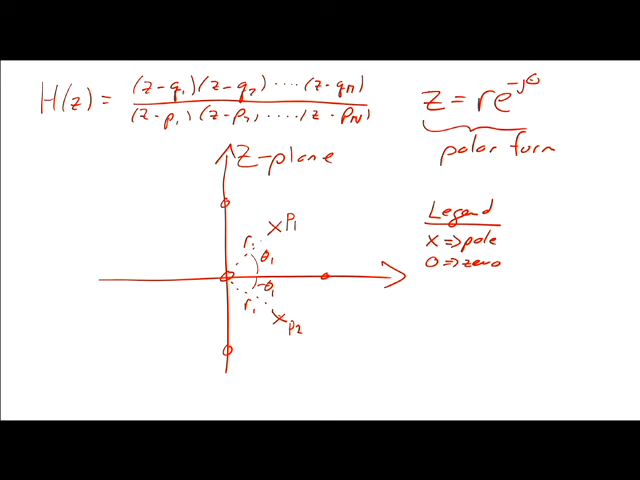 H(z) = (z-q₁)(z-q₂)....(z-qM) / (z-p₁)(z-p₂)....(z-pN)
z = re^-jθ
polar form
Z-plane
Legend
x => pole
o => zero
p₁
r₁
θ₁
-θ₁
r₁
p₂